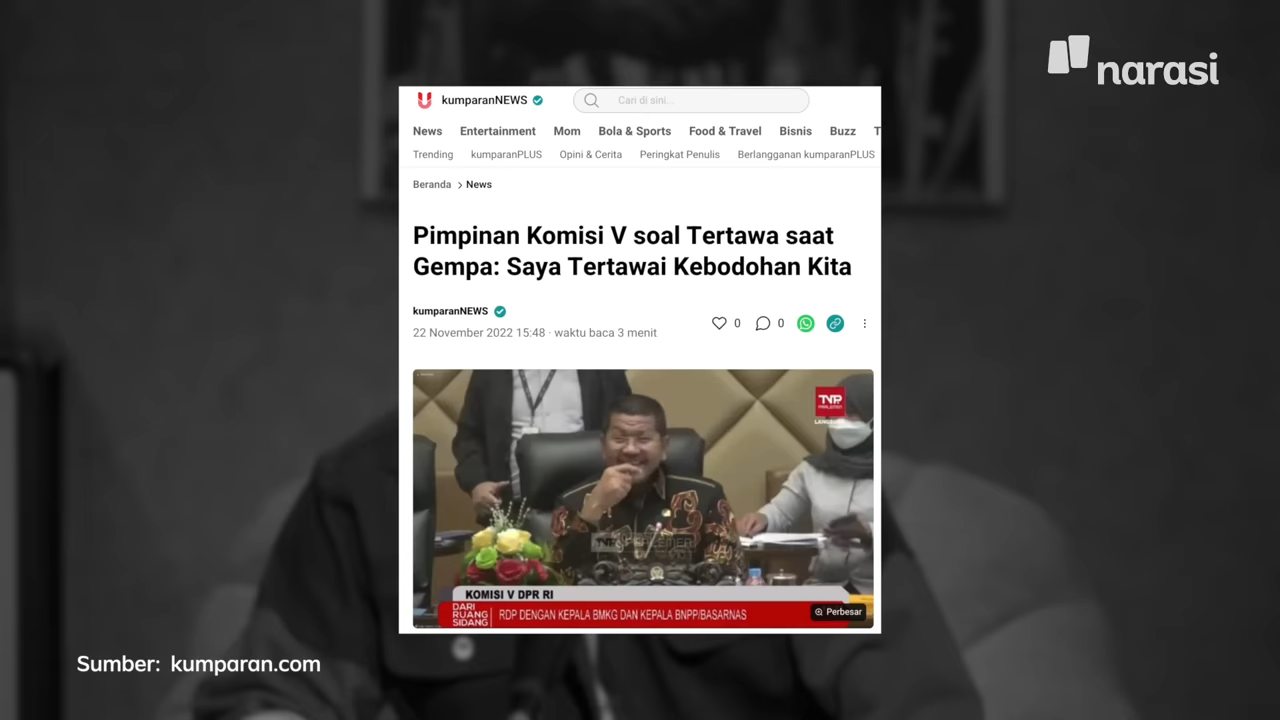 narasi
kumparanNEWS
Cari di sini...
News Entertainment Mom Bola & Sports Food & Travel Bisnis Buzz T
Trending kumparanPLUS Opini & Cerita Peringkat Penulis Berlangganan kumparanPLUS
Beranda > News
Pimpinan Komisi V soal Tertawa saat
Gempa: Saya Tertawai Kebodohan Kita
kumparanNEWS
22 November 2022 15:48 · waktu baca 3 menit
0 0
TVR
PARLEMEN
KOMISI V DPR RI
DARI
RUANG
SIDANG
RDP DENGAN KEPALA BMKG DAN KEPALA BNPP/BASARNAS
Perbesar
Sumber: kumparan.com